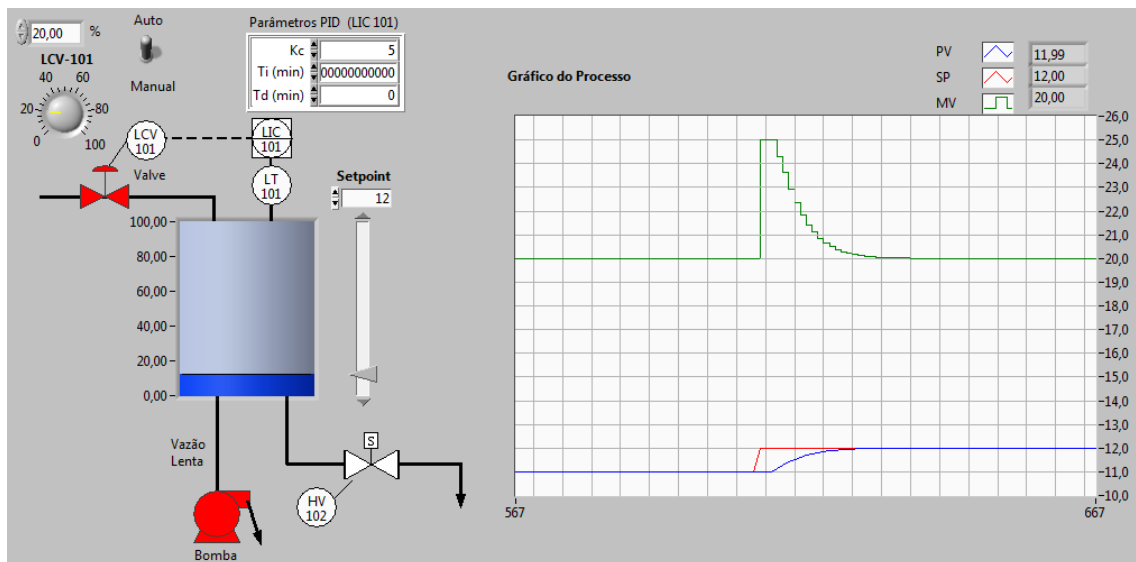 20,00 %
Auto
Manual
LCV-101
0
20
40
60
80
100
Parâmetros PID (LIC 101)
Kc 5
Ti (min) 00000000000
Td (min) 0
LCV
101
LIC
101
LT
101
Valve
Setpoint
12
100,00
80,00
60,00
40,00
20,00
0,00
Vazão
Lenta
S
HV
102
Bomba
Gráfico do Processo
PV 11,99
SP 12,00
MV 20,00
26,0
25,0
24,0
23,0
22,0
21,0
20,0
19,0
18,0
17,0
16,0
15,0
14,0
13,0
12,0
11,0
10,0
567
667